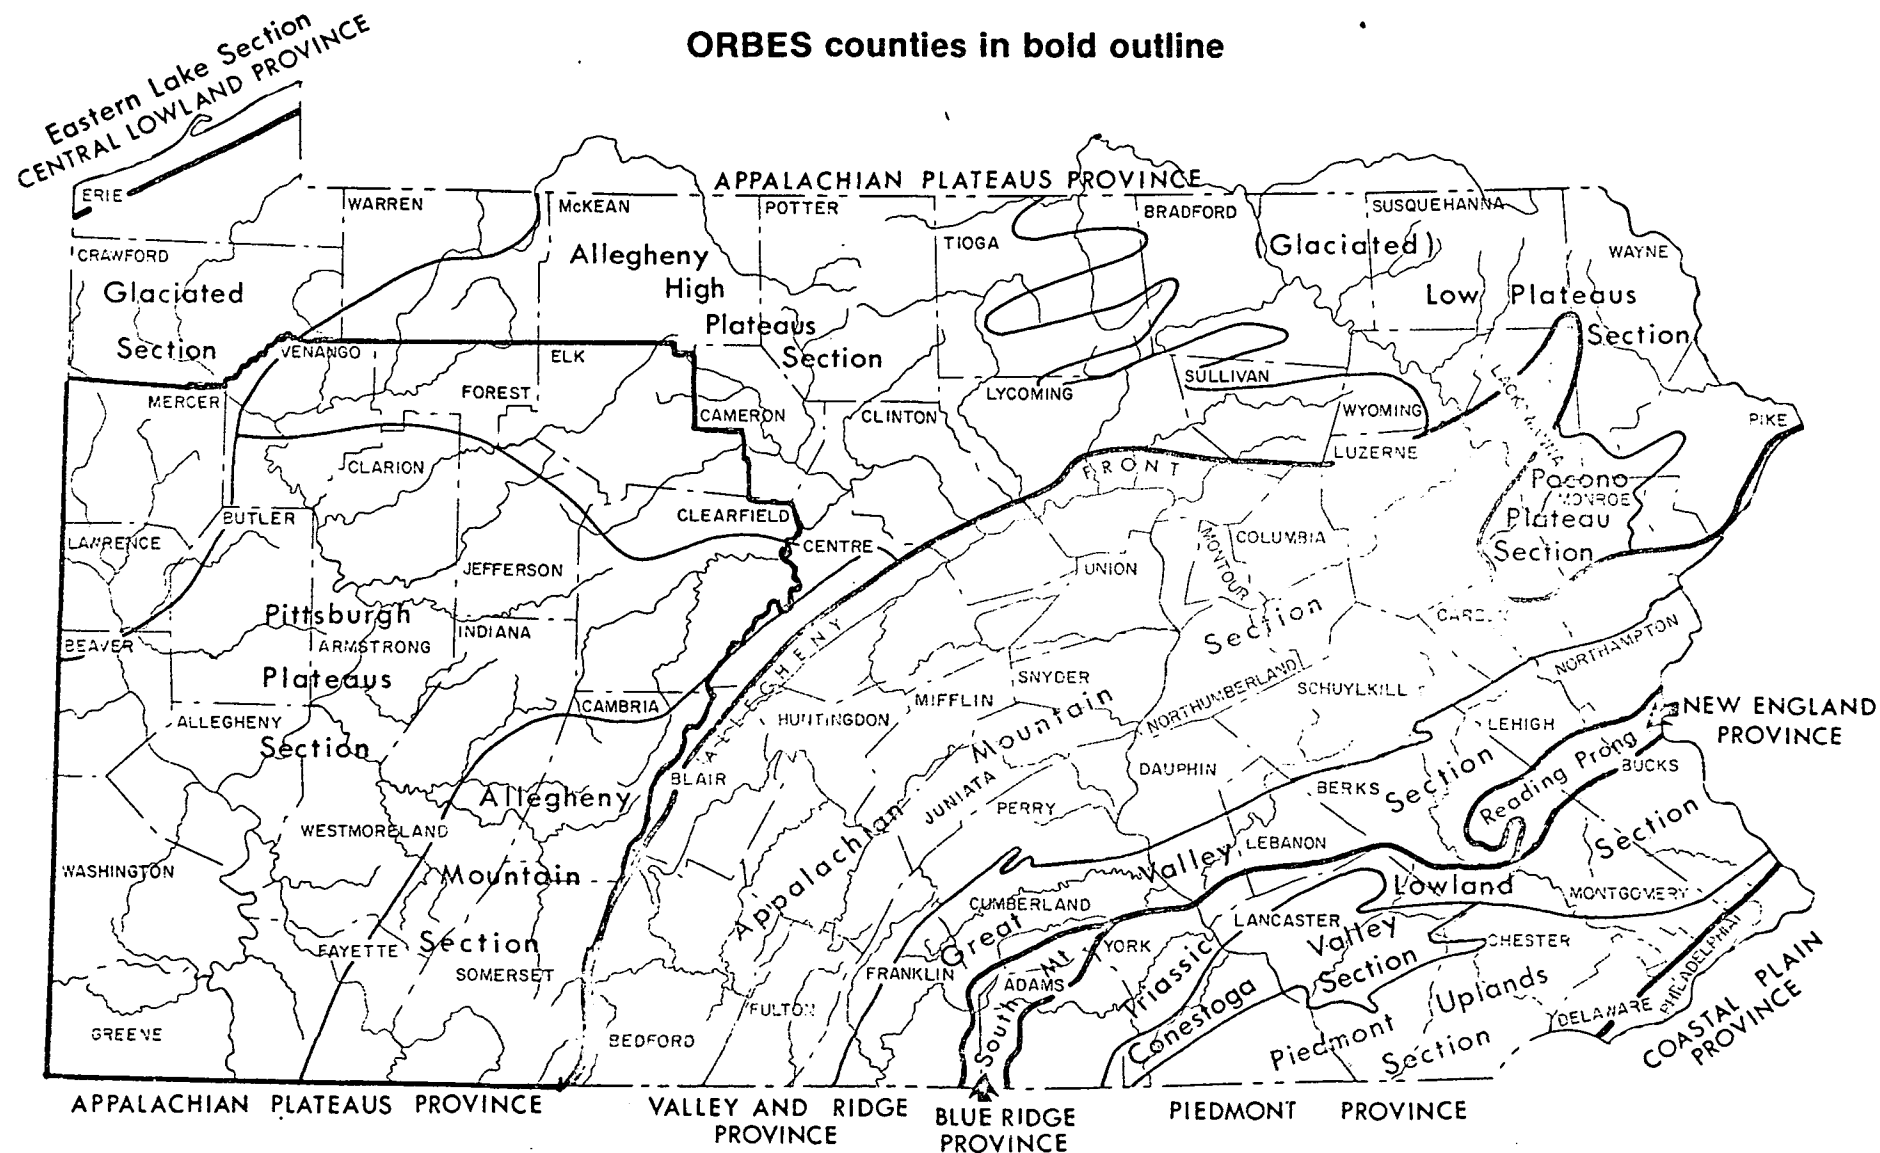 ORBES counties in bold outline
Eastern Lake Section
CENTRAL LOWLAND PROVINCE
APPALACHIAN PLATEAUS PROVINCE
ERIE
WARREN
McKEAN
POTTER
TIOGA
BRADFORD
SUSQUEHANNA
WAYNE
CRAWFORD
Glaciated
Section
Allegheny
High
Plateaus
Section
(Glaciated)
Low Plateaus
Section
VENANGO
ELK
FOREST
MERCER
CAMERON
CLINTON
LYCOMING
SULLIVAN
WYOMING
LACKAWANNA
PIKE
LUZERNE
CLARION
ALLEGHENY FRONT
Pocono
MONROE
Plateau
Section
BUTLER
CLEARFIELD
CENTRE
LAWRENCE
JEFFERSON
UNION
MONTOUR
COLUMBIA
CARBON
Pittsburgh
Plateaus
Section
BEAVER
ARMSTRONG
INDIANA
NORTHAMPTON
SNYDER
NORTHUMBERLAND
SCHUYLKILL
MIFFLIN
HUNTINGDON
CAMBRIA
ALLEGHENY
LEHIGH
NEW ENGLAND
PROVINCE
Appalachian Mountain Section
BLAIR
JUNIATA
PERRY
DAUPHIN
BERKS
Reading Prong
BUCKS
Allegheny
Mountain
Section
WESTMORELAND
WASHINGTON
LEBANON
Great Valley Section
CUMBERLAND
LANCASTER
MONTGOMERY
Triassic Lowland Section
FAYETTE
SOMERSET
FRANKLIN
ADAMS
YORK
South Mt
CHESTER
Conestoga Valley
Section
Piedmont Uplands
Section
DELAWARE
PHILADELPHIA
GREENE
BEDFORD
FULTON
COASTAL PLAIN
PROVINCE
APPALACHIAN PLATEAUS PROVINCE
VALLEY AND RIDGE
PROVINCE
BLUE RIDGE
PROVINCE
PIEDMONT PROVINCE